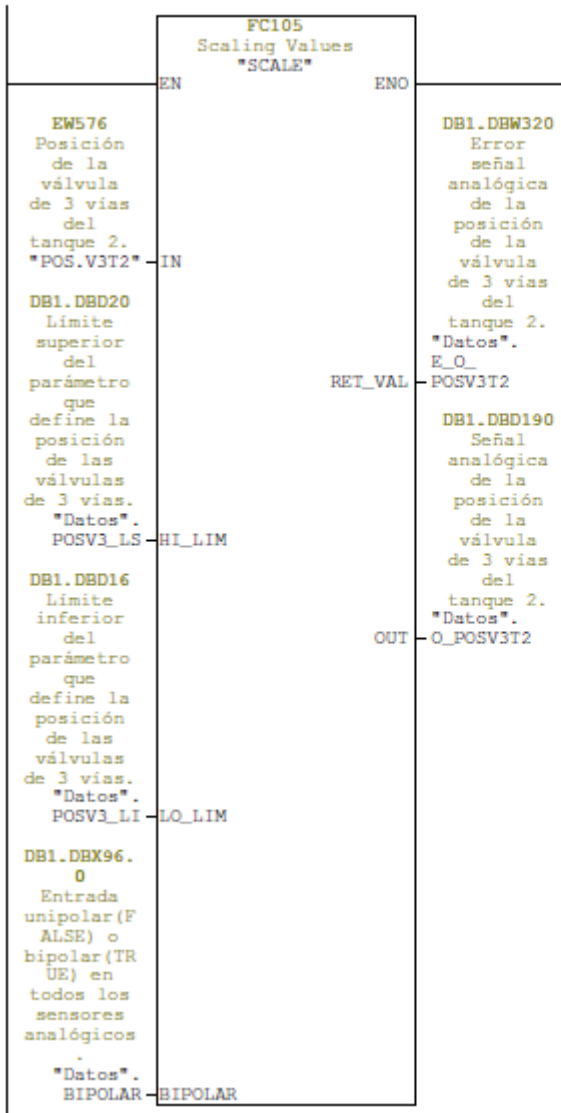 FC105
Scaling Values
"SCALE"
EN
ENO
EW576
Posición
de la
válvula
de 3 vías
del
tanque 2.
"POS.V3T2"
IN
DB1.DBD20
Límite
superior
del
parámetro
que
define la
posición
de las
válvulas
de 3 vías.
"Datos".
POSV3_LS
HI_LIM
DB1.DBD16
Límite
inferior
del
parámetro
que
define la
posición
de las
válvulas
de 3 vías.
"Datos".
POSV3_LI
LO_LIM
DB1.DBX96.
0
Entrada
unipolar(F
ALSE) o
bipolar(TR
UE) en
todos los
sensores
analógicos
.
"Datos".
BIPOLAR
BIPOLAR
DB1.DBW320
Error
señal
analógica
de la
posición
de la
válvula
de 3 vías
del
tanque 2.
"Datos".
E_O_
RET_VAL
POSV3T2
DB1.DBD190
Señal
analógica
de la
posición
de la
válvula
de 3 vías
del
tanque 2.
"Datos".
OUT
O_POSV3T2